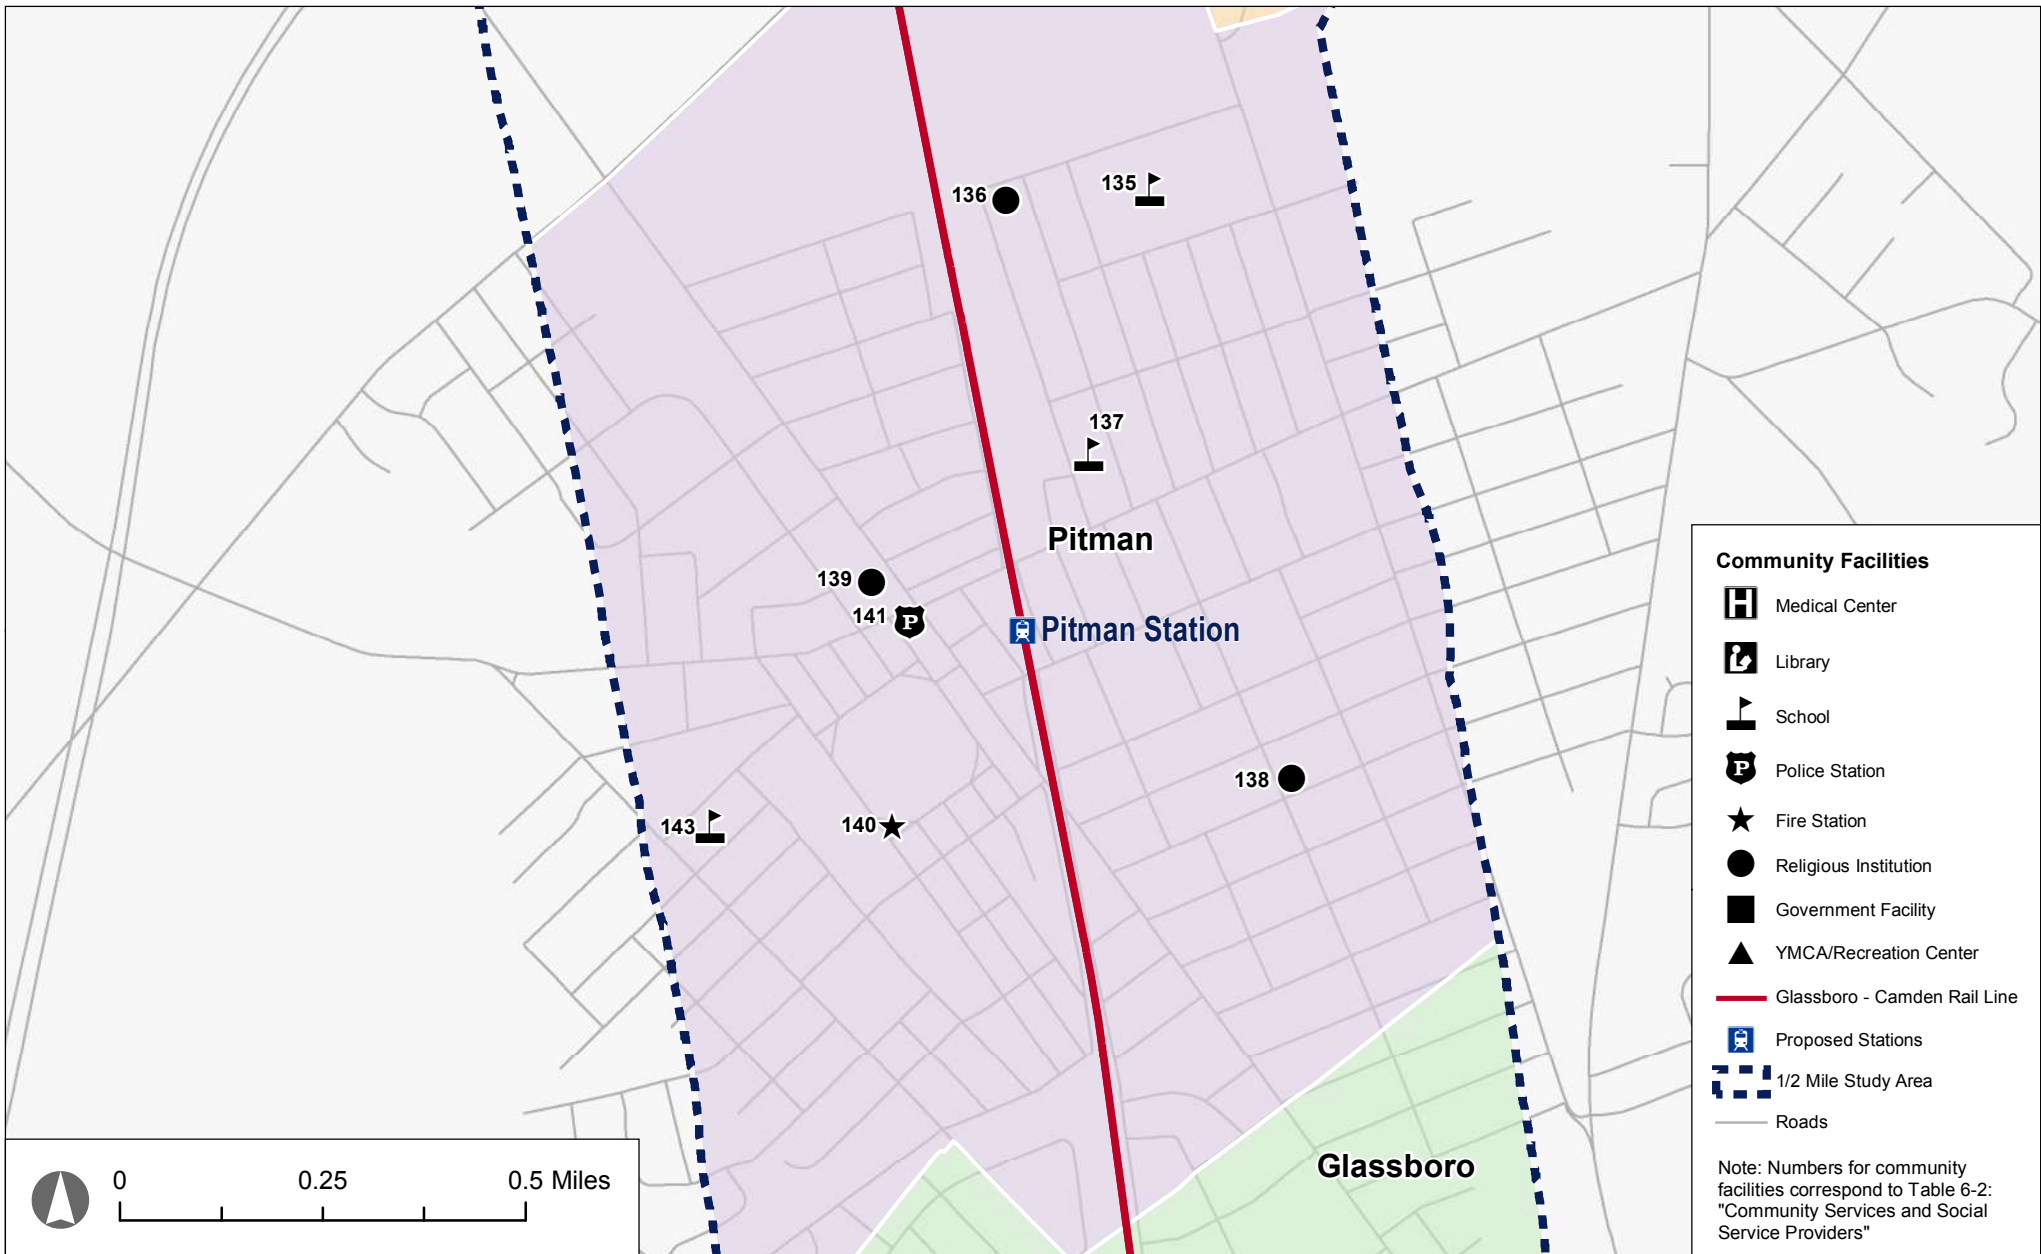 136
135
137
Pitman
139
141
P
Pitman Station
138
143
140
Glassboro
Community Facilities
H Medical Center
Library
School
P Police Station
Fire Station
Religious Institution
Government Facility
YMCA/Recreation Center
Glassboro - Camden Rail Line
Proposed Stations
1/2 Mile Study Area
Roads
Note: Numbers for community
facilities correspond to Table 6-2:
"Community Services and Social
Service Providers"
0 0.25 0.5 Miles